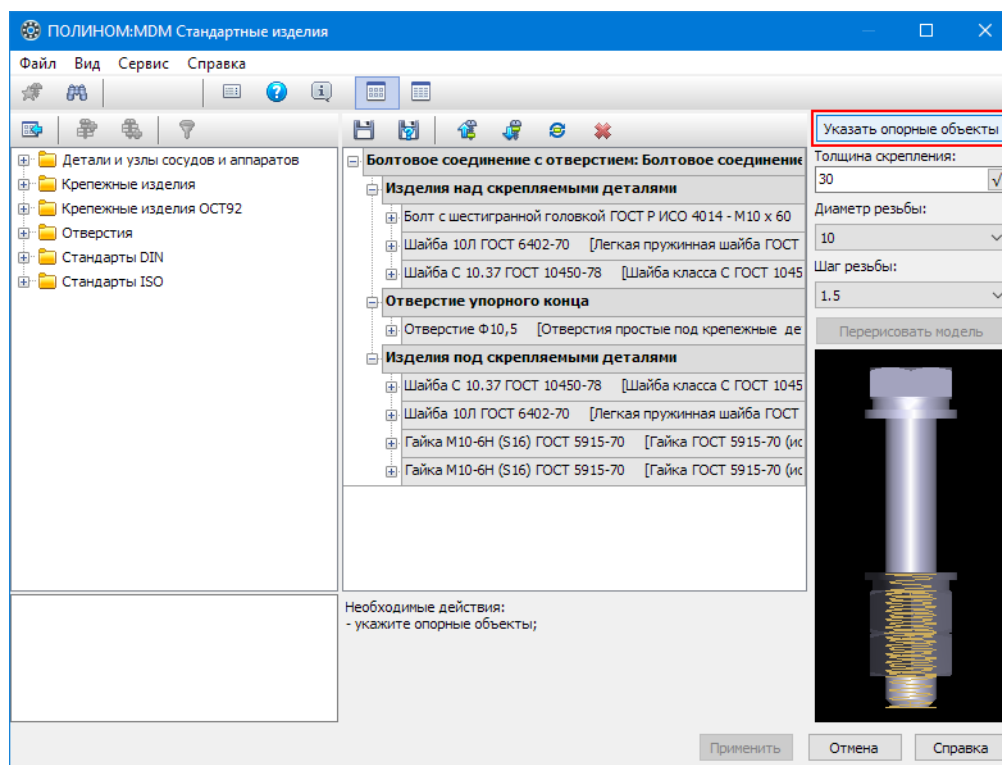 ПОЛИНОМ:MDM Стандартные изделия
Файл Вид Сервис Справка
Детали и узлы сосудов и аппаратов
Крепежные изделия
Крепежные изделия ОСТ92
Отверстия
Стандарты DIN
Стандарты ISO
Болтовое соединение с отверстием: Болтовое соединение
Изделия над скрепляемыми деталями
Болт с шестигранной головкой ГОСТ Р ИСО 4014 - М10 x 60
Шайба 10Л ГОСТ 6402-70 [Легкая пружинная шайба ГОСТ
Шайба С 10.37 ГОСТ 10450-78 [Шайба класса С ГОСТ 1045
Отверстие упорного конца
Отверстие Ф10,5 [Отверстия простые под крепежные де
Изделия под скрепляемыми деталями
Шайба С 10.37 ГОСТ 10450-78 [Шайба класса С ГОСТ 1045
Шайба 10Л ГОСТ 6402-70 [Легкая пружинная шайба ГОСТ
Гайка М10-6Н (S16) ГОСТ 5915-70 [Гайка ГОСТ 5915-70 (ис
Гайка М10-6Н (S16) ГОСТ 5915-70 [Гайка ГОСТ 5915-70 (ис
Необходимые действия:
- укажите опорные объекты;
Указать опорные объекты
Толщина скрепления:
30
Диаметр резьбы:
10
Шаг резьбы:
1.5
Перерисовать модель
Применить Отмена Справка